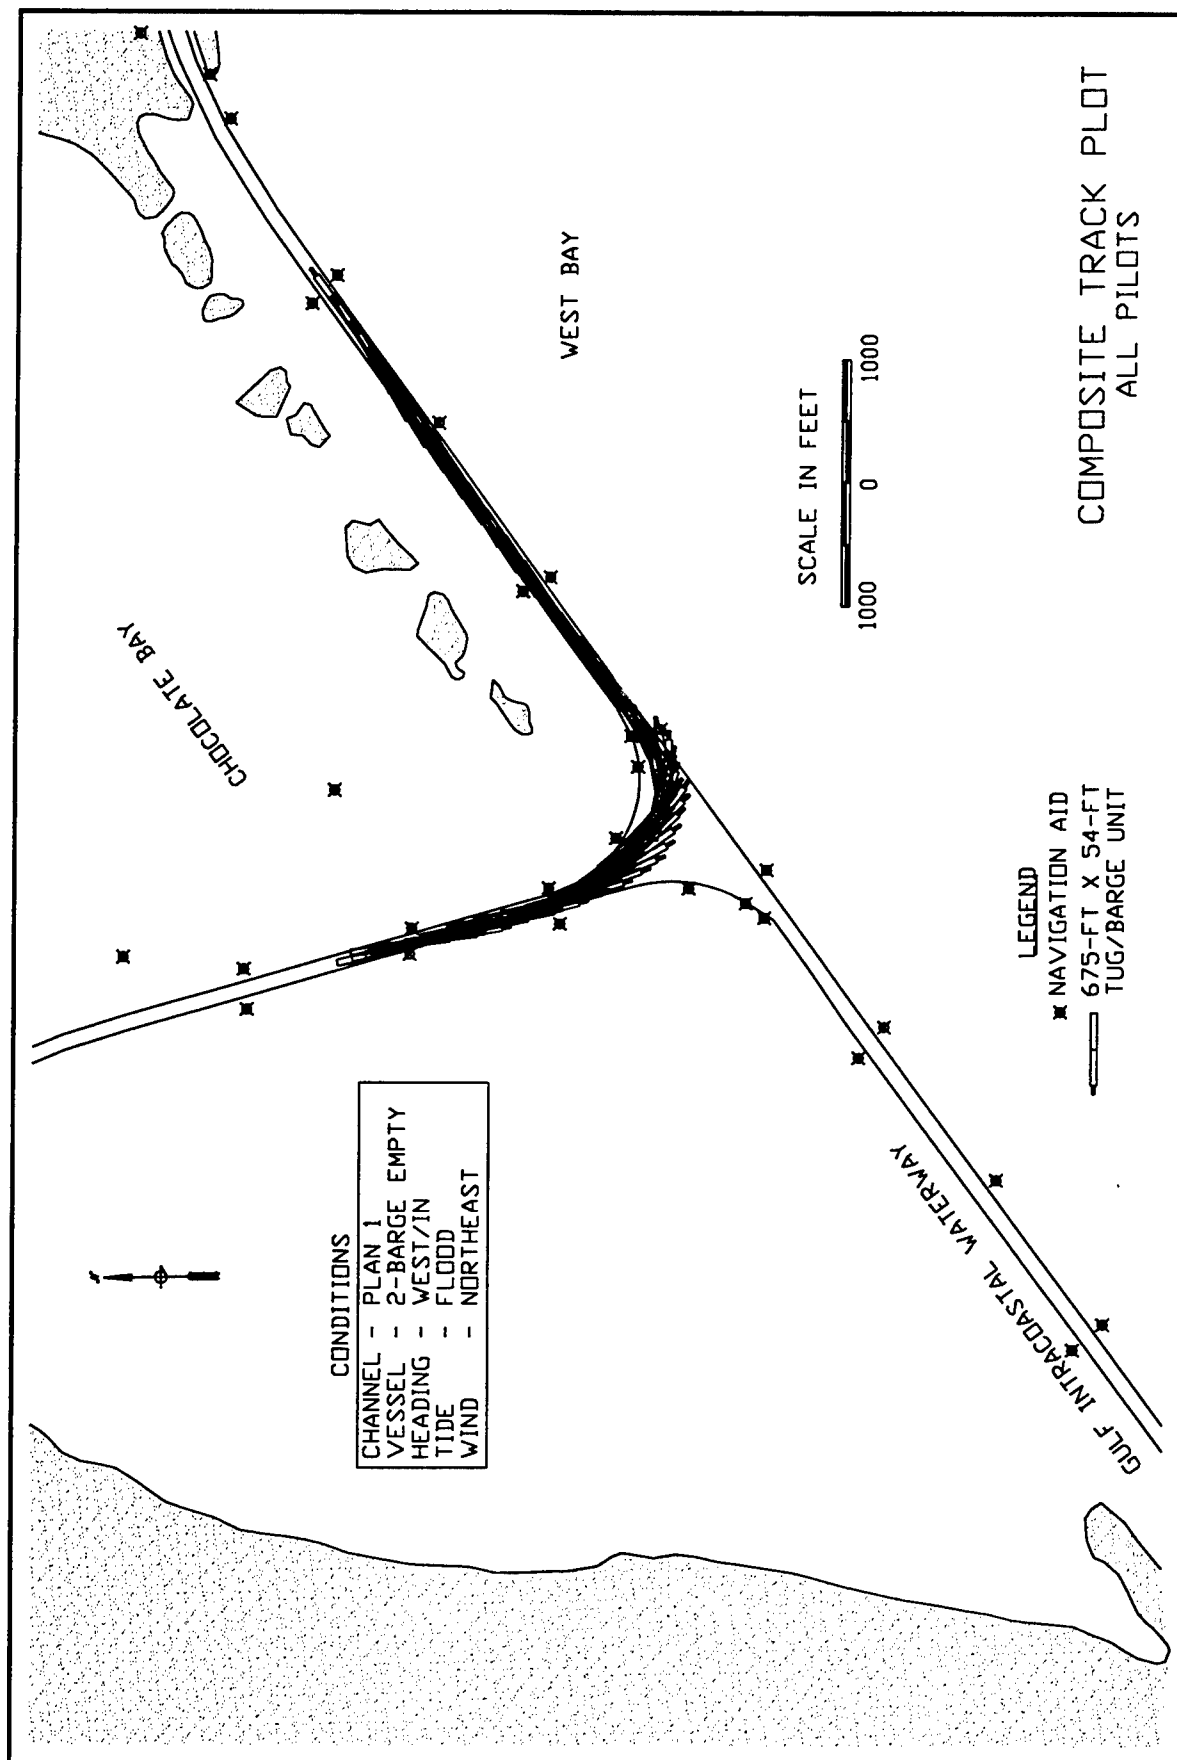 CHOCOLATE BAY
WEST BAY
GULF INTRACOASTAL WATERWAY
N
CONDITIONS
CHANNEL - PLAN 1
VESSEL - 2-BARGE EMPTY
HEADING - WEST/IN
TIDE - FLOOD
WIND - NORTHEAST
SCALE IN FEET
1000 0 1000
LEGEND
NAVIGATION AID
675-FT X 54-FT
TUG/BARGE UNIT
COMPOSITE TRACK PLOT
ALL PILOTS